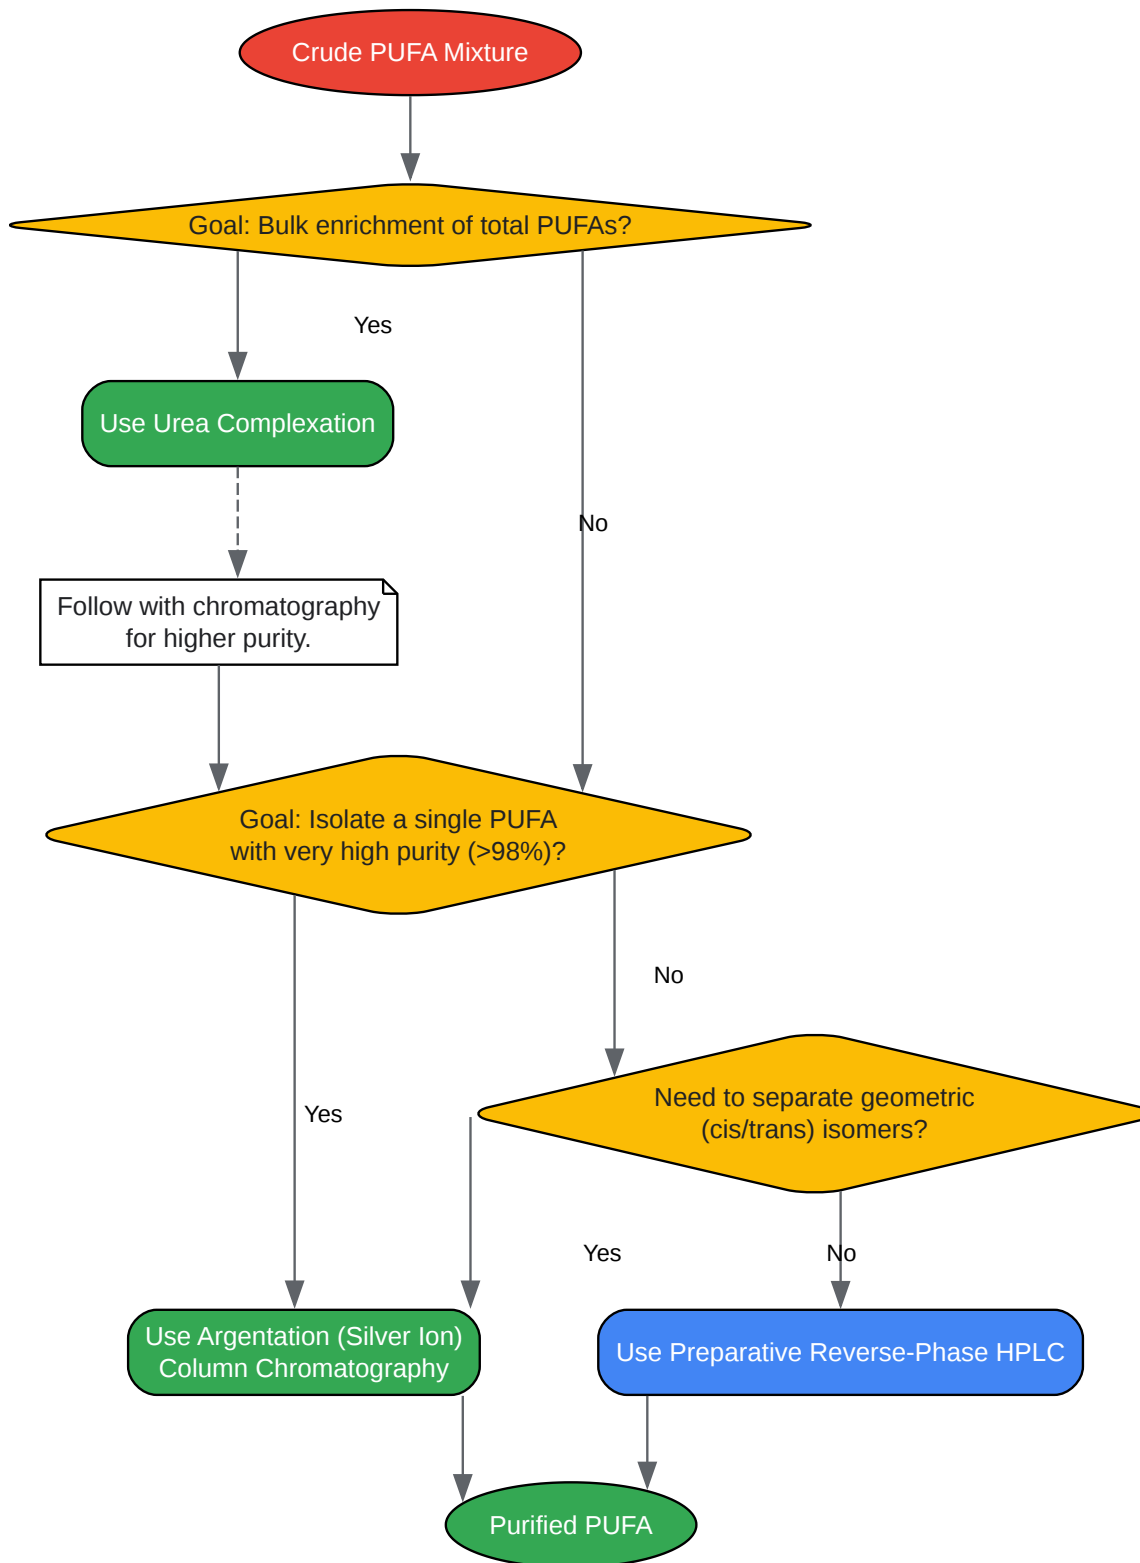 Crude PUFA Mixture
Goal: Bulk enrichment of total PUFAs?
Yes
Use Urea Complexation
No
Follow with chromatography
for higher purity.
Goal: Isolate a single PUFA
with very high purity (>98%)?
No
Need to separate geometric
(cis/trans) isomers?
Yes
Yes
No
Use Argentation (Silver Ion)
Column Chromatography
Use Preparative Reverse-Phase HPLC
Purified PUFA